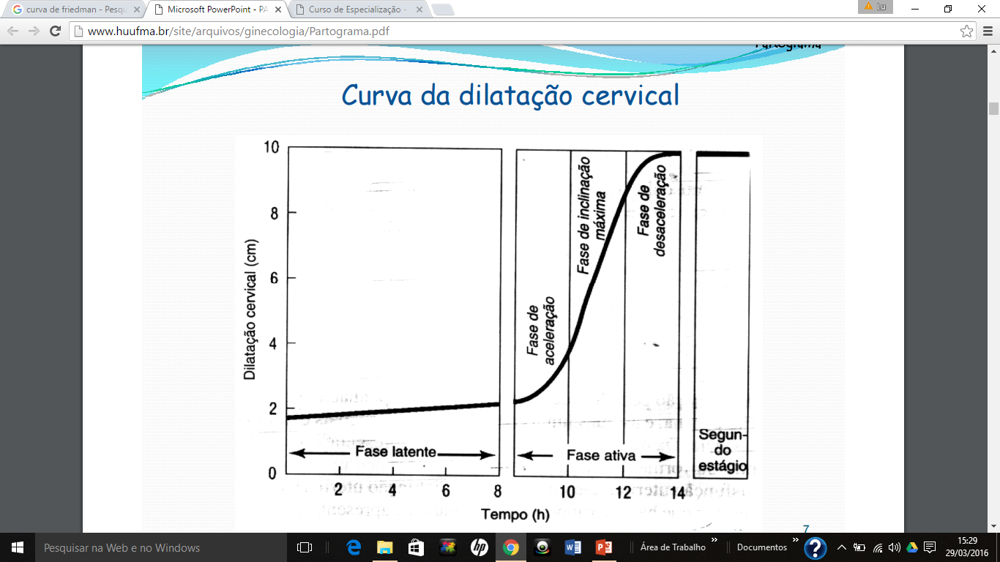 curva de friedman - Pesqu
Microsoft PowerPoint - PA
Curso de Especialização -
Lu
www.huufma.br/site/arquivos/ginecologia/Partograma.pdf
Partograma
Curva da dilatação cervical
10
8
6
4
2
0
Dilatação cervical (cm)
Fase de
aceleração
Fase de inclinação
máxima
Fase de
desaceleração
Fase latente
Fase ativa
Segun-
do
estágio
2
4
6
8
10
12
14
Tempo (h)
7
Pesquisar na Web e no Windows
Área de Trabalho
Documentos
15:29
29/03/2016